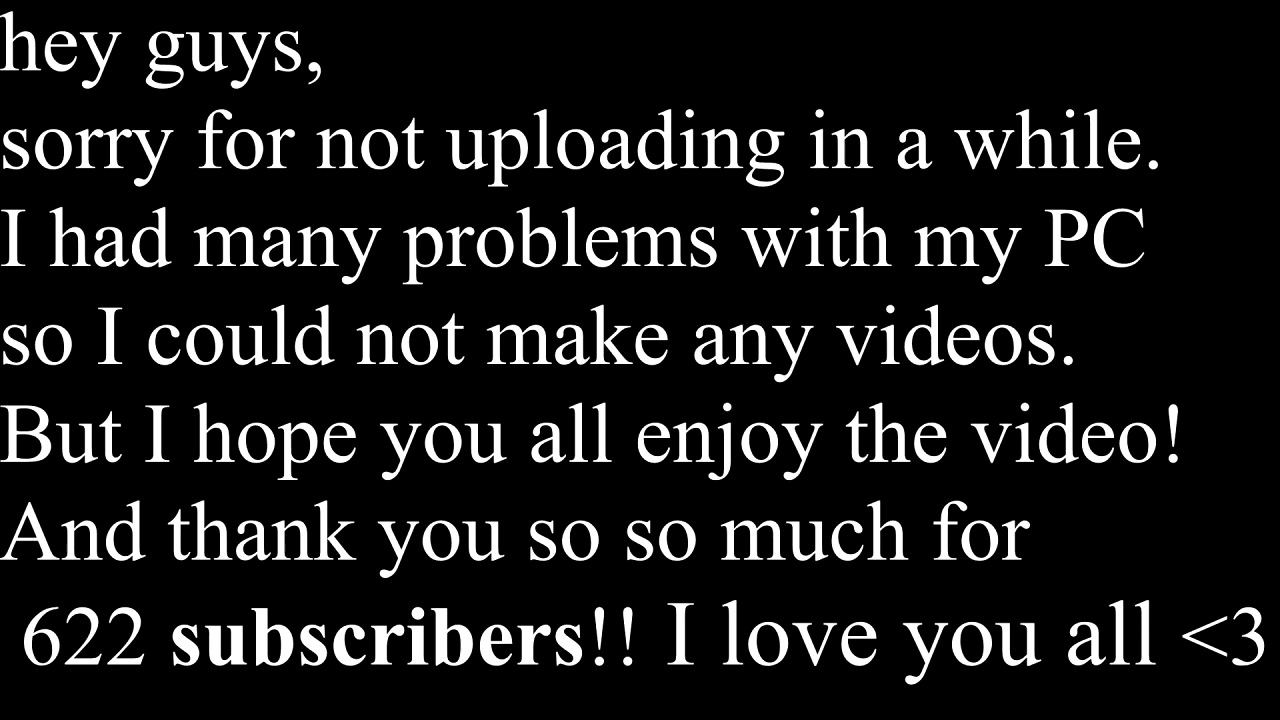 hey guys,
sorry for not uploading in a while.
I had many problems with my PC
so I could not make any videos.
But I hope you all enjoy the video!
And thank you so so much for
622 subscribers!! I love you all <3